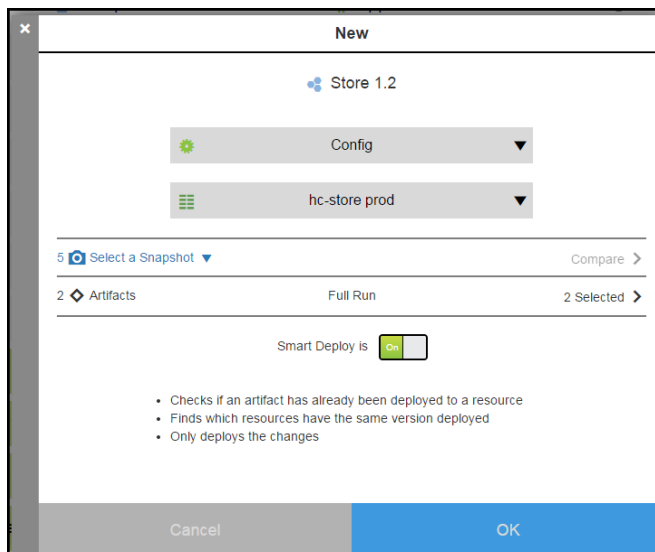 New
Store 1.2
Config
hc-store prod
5 Select a Snapshot
Compare
2 Artifacts Full Run 2 Selected
Smart Deploy is On
Checks if an artifact has already been deployed to a resource
Finds which resources have the same version deployed
Only deploys the changes
Cancel OK